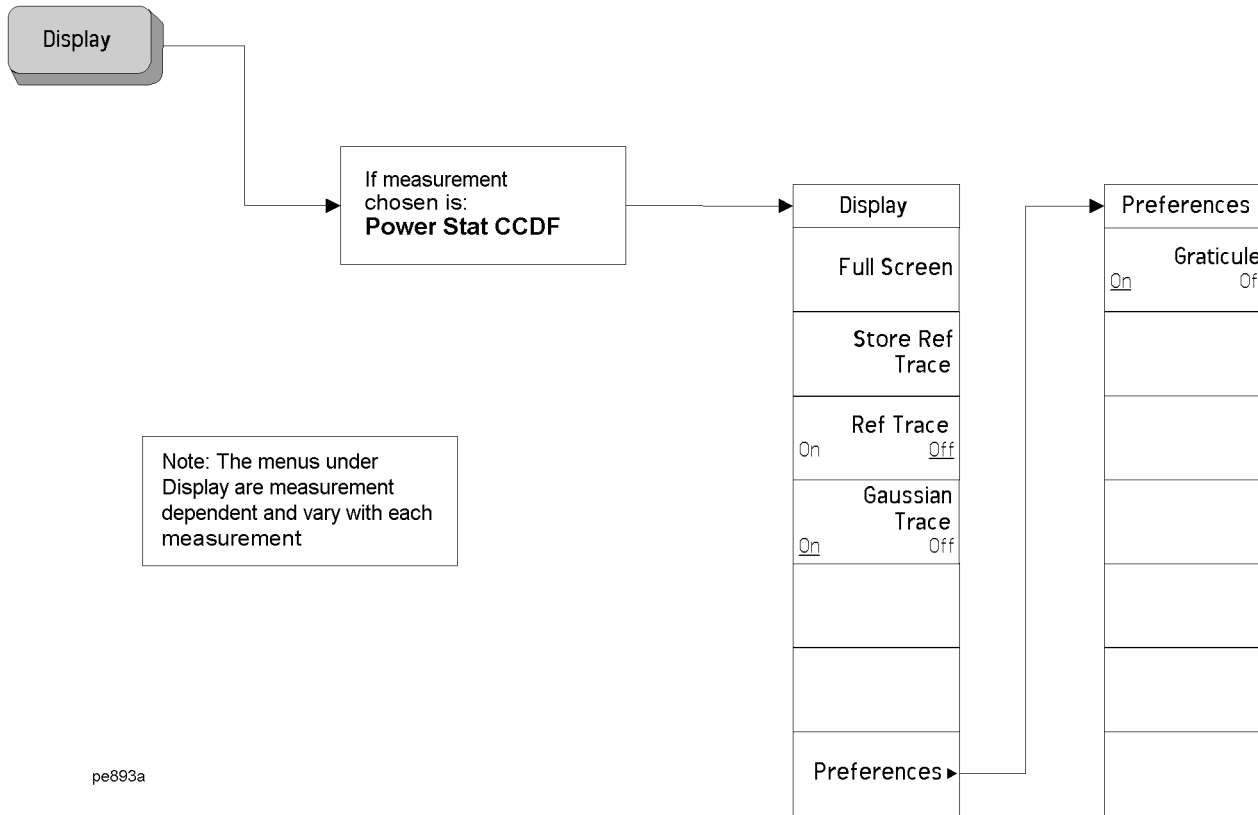 Display
If measurement
chosen is:
Power Stat CCDF
Note: The menus under
Display are measurement
dependent and vary with each
measurement
pe893a
Display
Full Screen
Store Ref
Trace
Ref Trace
On Off
Gaussian
Trace
On Off
Preferences
Preferences
Graticule
On Of